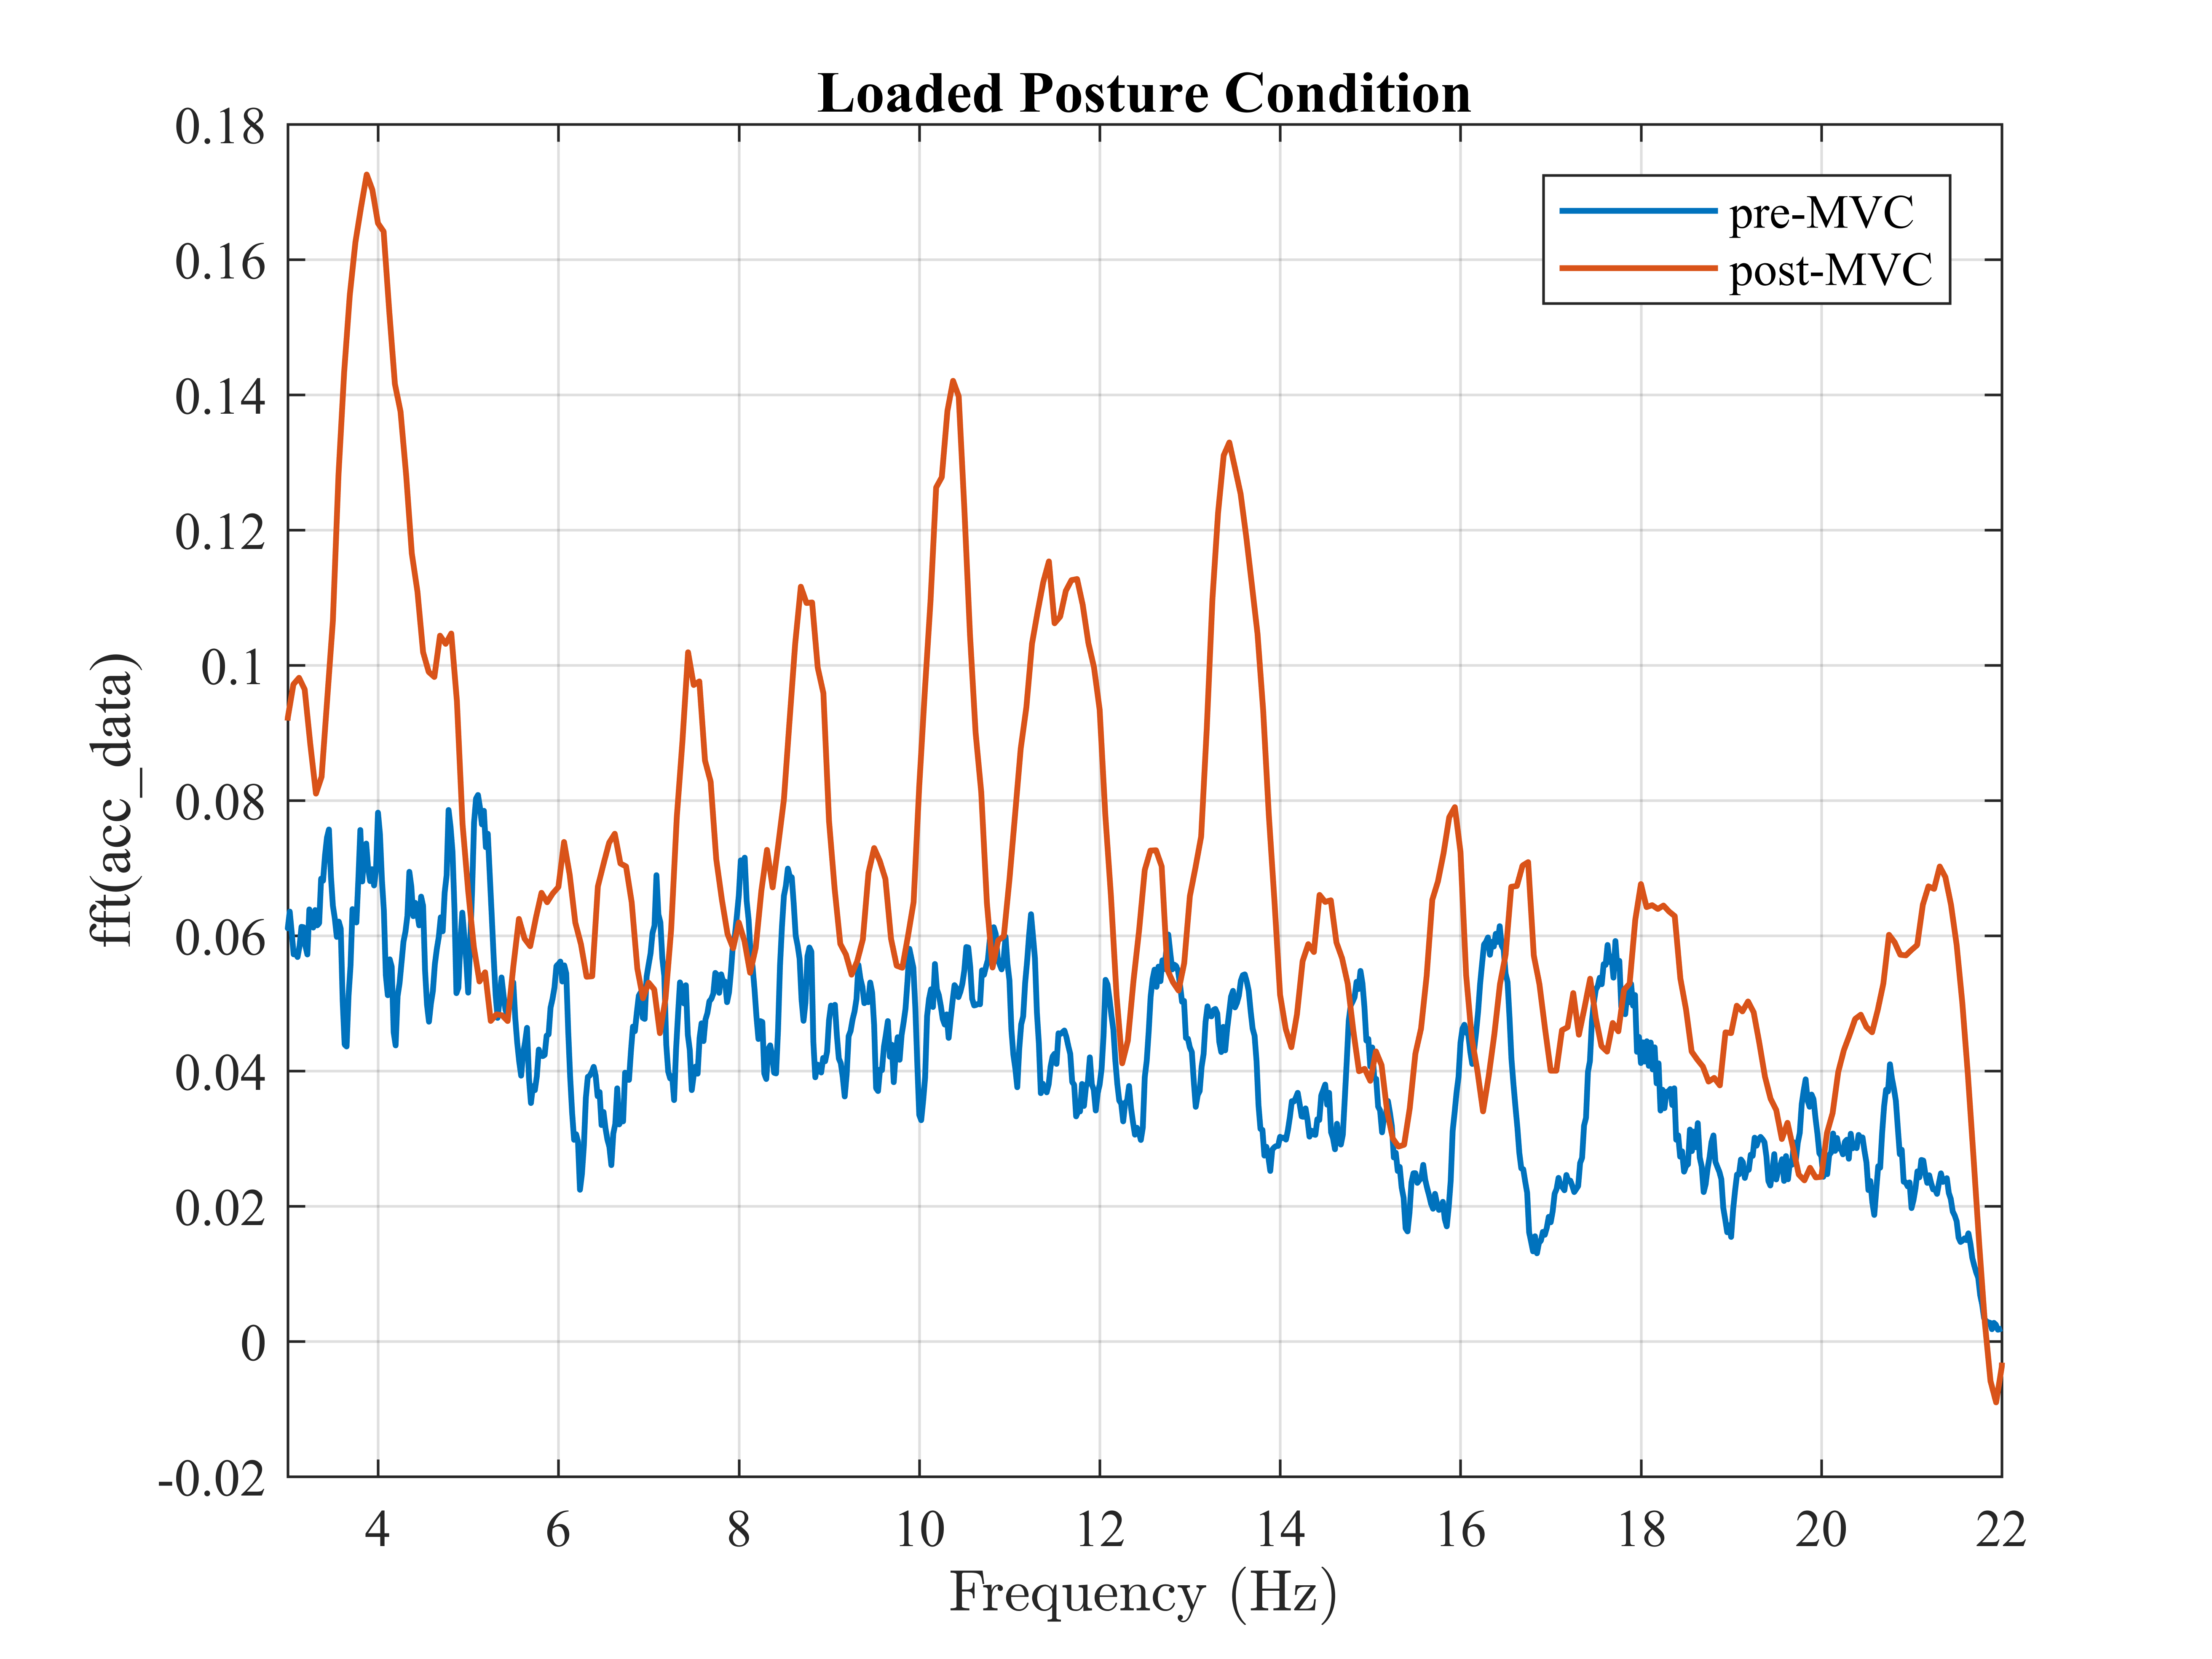 Loaded Posture Condition
pre-MVC
post-MVC
0.18
0.16
0.14
0.12
0.1
0.08
0.06
0.04
0.02
0
-0.02
fft(acc_data)
4 6 8 10 12 14 16 18 20 22
Frequency (Hz)